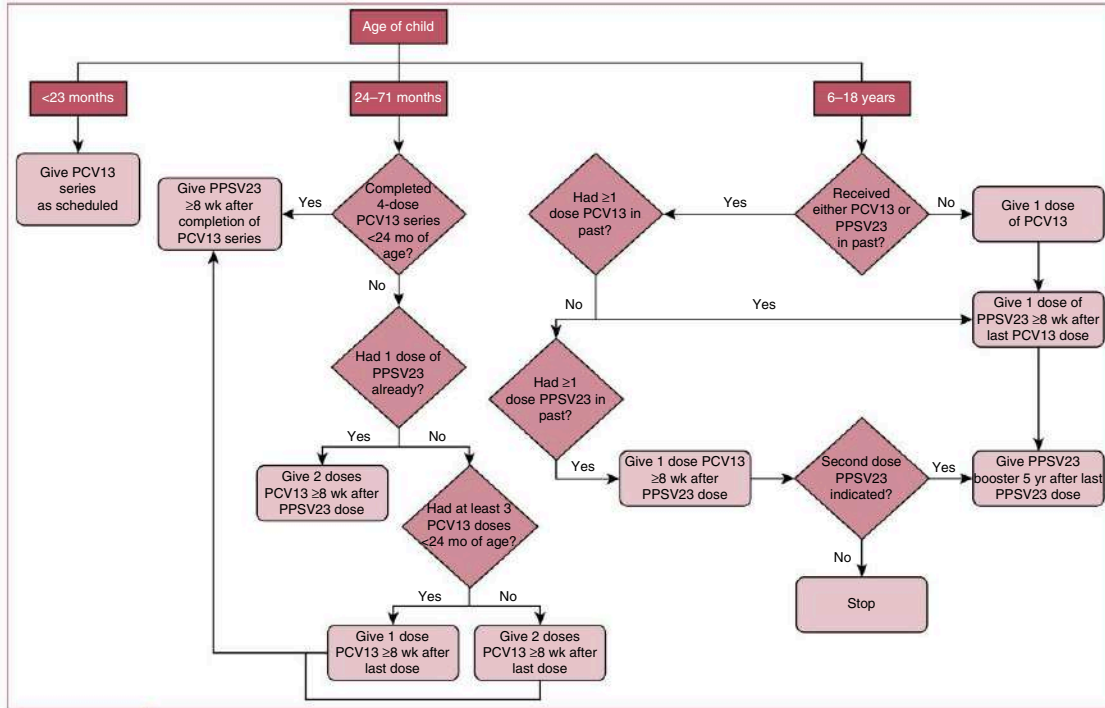 Age of child
<23 months
24–71 months
6–18 years
Give PCV13
series
as scheduled
Give PPSV23
≥8 wk after
completion of
PCV13 series
Yes
Completed
4-dose
PCV13 series
<24 mo of
age?
Had ≥1
dose PCV13 in
past?
Yes
Received
either PCV13 or
PPSV23
in past?
No
Give 1 dose
of PCV13
No
No
Yes
Give 1 dose of
PPSV23 ≥8 wk after
last PCV13 dose
Had 1 dose of
PPSV23
already?
Had ≥1
dose PPSV23 in
past?
Yes
No
Give 2 doses
PCV13 ≥8 wk after
PPSV23 dose
Had at least 3
PCV13 doses
<24 mo of age?
Yes
Give 1 dose PCV13
≥8 wk after
PPSV23 dose
Second dose
PPSV23
indicated?
Yes
Give PPSV23
booster 5 yr after last
PPSV23 dose
No
Stop
Yes
No
Give 1 dose
PCV13 ≥8 wk after
last dose
Give 2 doses
PCV13 ≥8 wk after
last dose